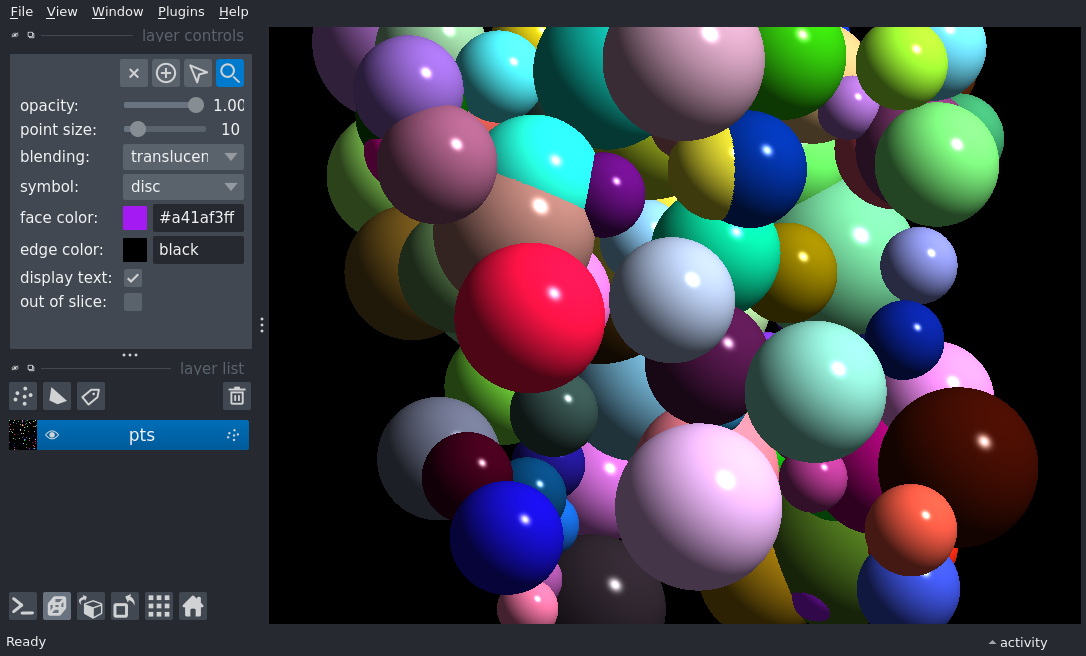 File View Window Plugins Help
layer controls
opacity: 1.00
point size: 10
blending: translucen
symbol: disc
face color: #a41af3ff
edge color: black
display text:
out of slice:
layer list
pts
Ready
activity